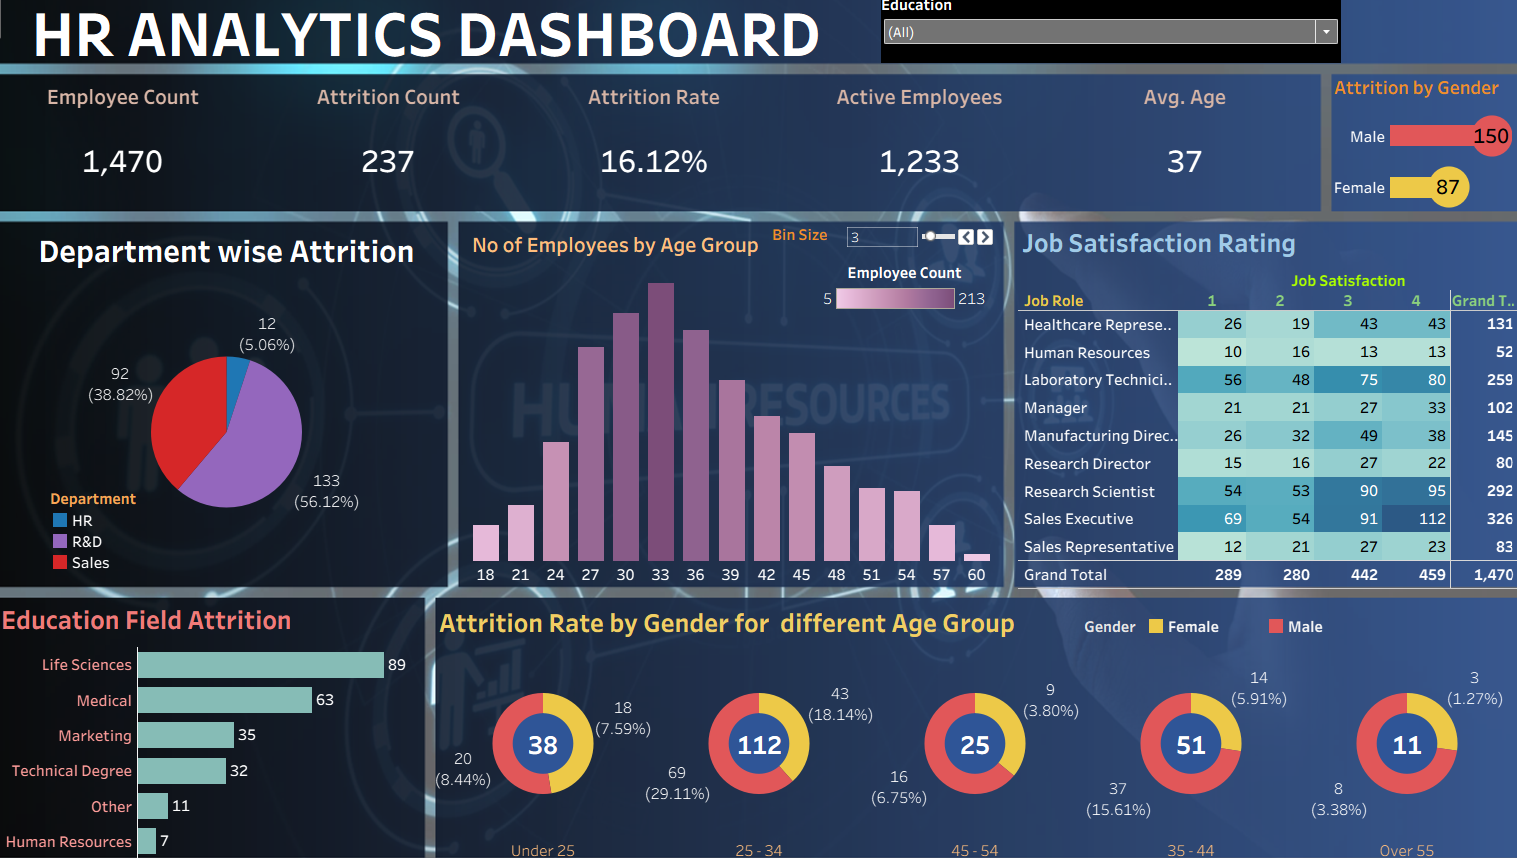 HR ANALYTICS DASHBOARD
Education
(All)
Employee Count
Attrition Count
Attrition Rate
Active Employees
Avg. Age
1,470
237
16.12%
1,233
37
Attrition by Gender
Male 150
Female 87
Department wise Attrition
12
(5.06%)
92
(38.82%)
133
(56.12%)
Department
HR
R&D
Sales
No of Employees by Age Group
Bin Size 3
Employee Count
5 213
HUMAN RESOURCES
18 21 24 27 30 33 36 39 42 45 48 51 54 57 60
Job Satisfaction Rating
Job Satisfaction
Job Role 1 2 3 4 Grand T..
Healthcare Represe.. 26 19 43 43 131
Human Resources 10 16 13 13 52
Laboratory Technici.. 56 48 75 80 259
Manager 21 21 27 33 102
Manufacturing Direc.. 26 32 49 38 145
Research Director 15 16 27 22 80
Research Scientist 54 53 90 95 292
Sales Executive 69 54 91 112 326
Sales Representative 12 21 27 23 83
Grand Total 289 280 442 459 1,470
Education Field Attrition
Life Sciences 89
Medical 63
Marketing 35
Technical Degree 32
Other 11
Human Resources 7
Attrition Rate by Gender for different Age Group
Gender Female Male
18
(7.59%)
38
20
(8.44%)
Under 25
43
(18.14%)
112
69
(29.11%)
25 - 34
9
(3.80%)
25
16
(6.75%)
45 - 54
14
(5.91%)
51
37
(15.61%)
35 - 44
3
(1.27%)
11
8
(3.38%)
Over 55